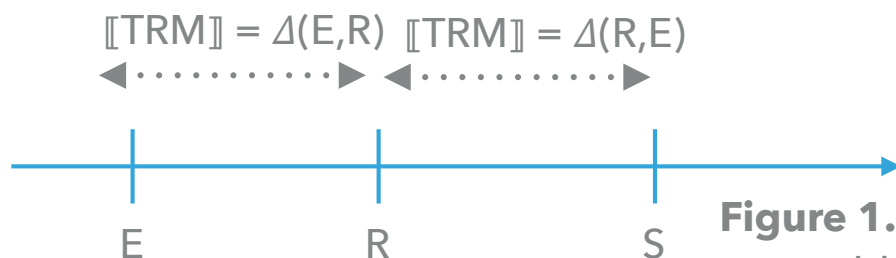 ⟦TRM⟧ = Δ(E,R) ⟦TRM⟧ = Δ(R,E)
E R S
Figure 1.